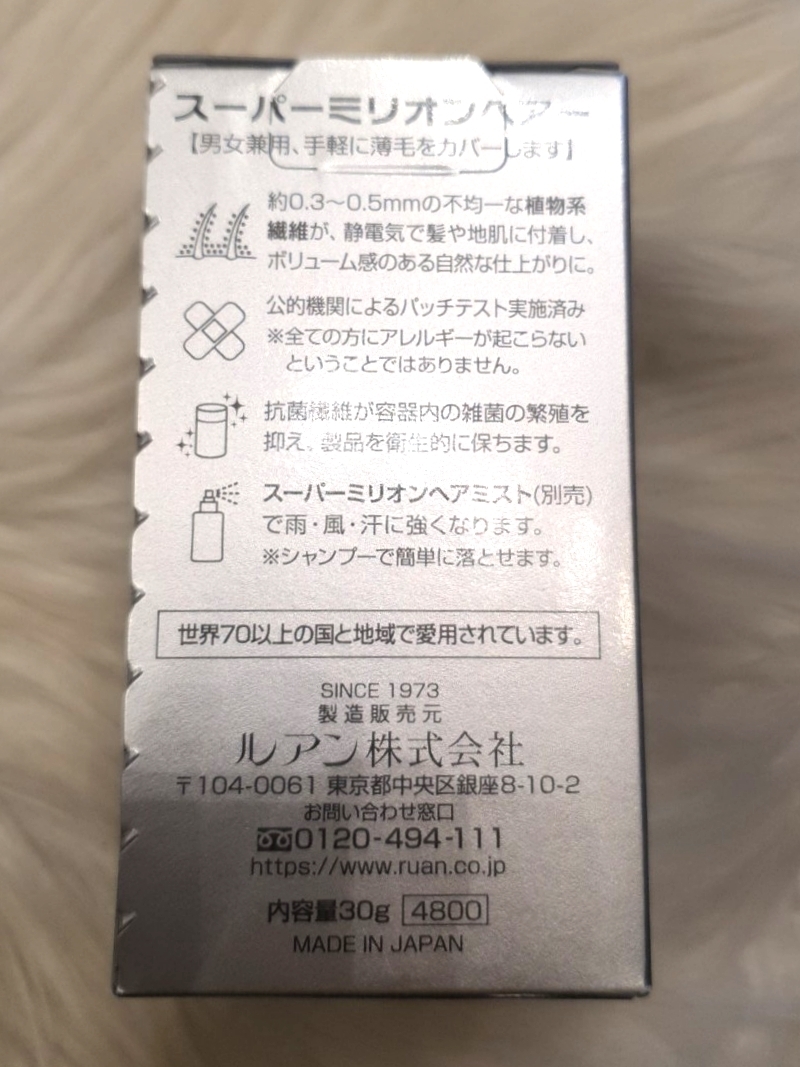 スーパーミリオンヘアー
【男女兼用、手軽に薄毛をカバーします】
約0.3〜0.5mmの不均一な植物系
繊維が、静電気で髪や地肌に付着し、
ボリューム感のある自然な仕上がりに。
公的機関によるパッチテスト実施済み
※全ての方にアレルギーが起こらない
ということではありません。
抗菌繊維が容器内の雑菌の繁殖を
抑え、製品を衛生的に保ちます。
スーパーミリオンヘアミスト(別売)
で雨・風・汗に強くなります。
※シャンプーで簡単に落とせます。
世界70以上の国と地域で愛用されています。
SINCE 1973
製造販売元
ルアン株式会社
〒104-0061 東京都中央区銀座8-10-2
お問い合わせ窓口
0120-494-111
https://www.ruan.co.jp
内容量30g 4800
MADE IN JAPAN